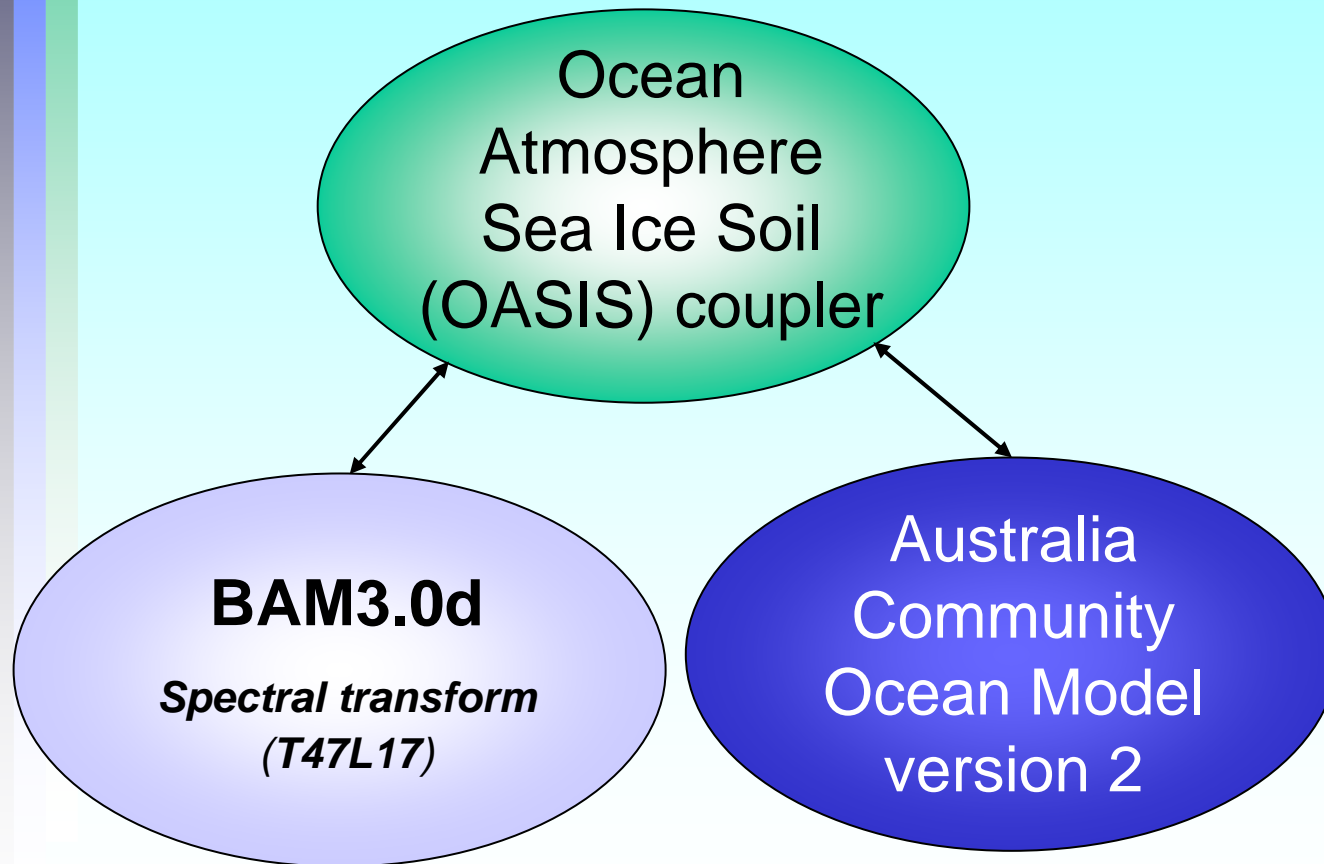 Ocean
Atmosphere
Sea Ice Soil
(OASIS) coupler
BAM3.0d
Spectral transform
(T47L17)
Australia
Community
Ocean Model
version 2